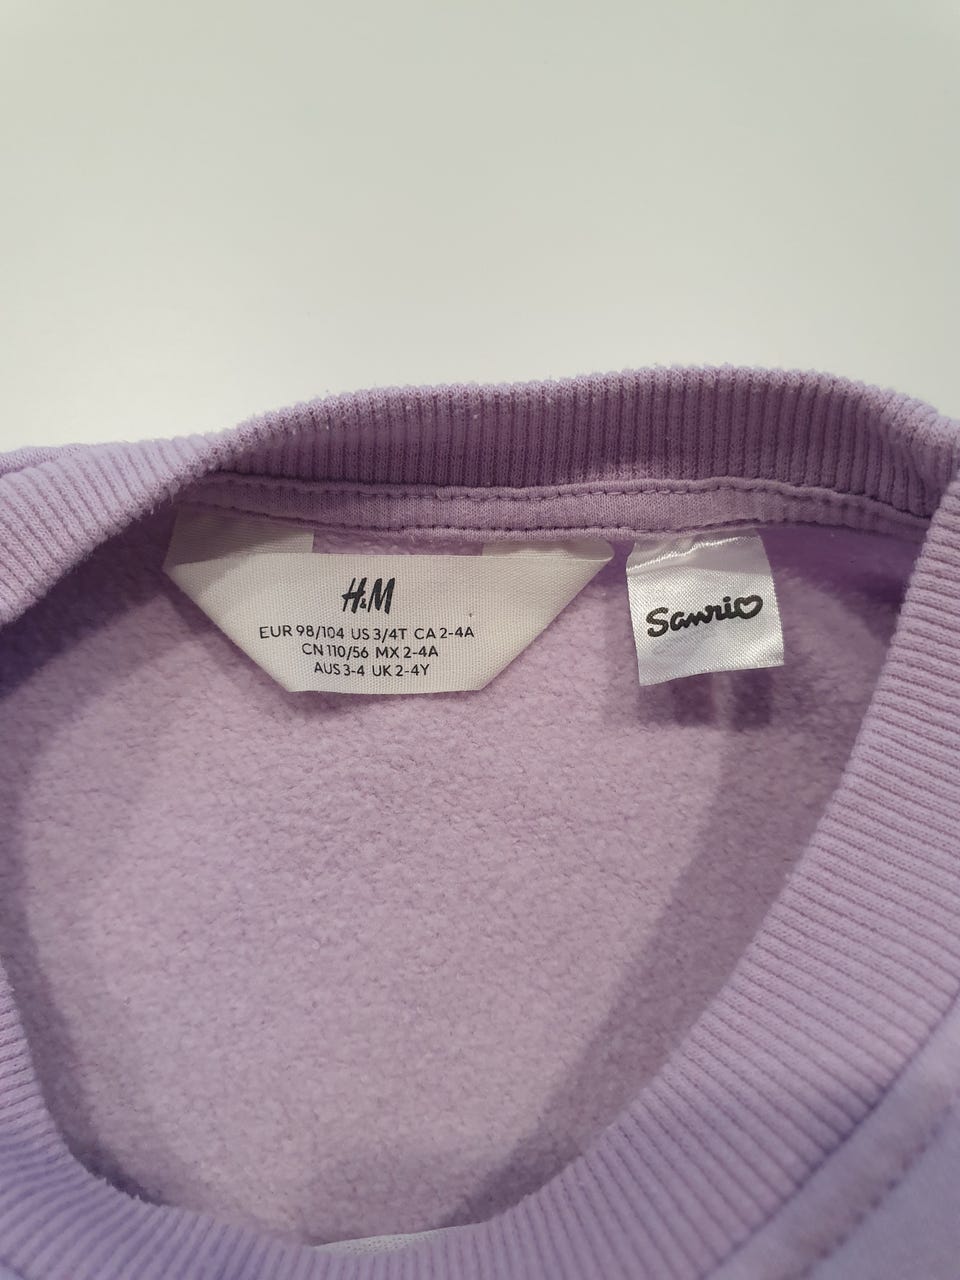 H&M
EUR 98/104 US 3/4T CA 2-4A
CN 110/56 MX 2-4A
AUS 3-4 UK 2-4Y
Sanrio